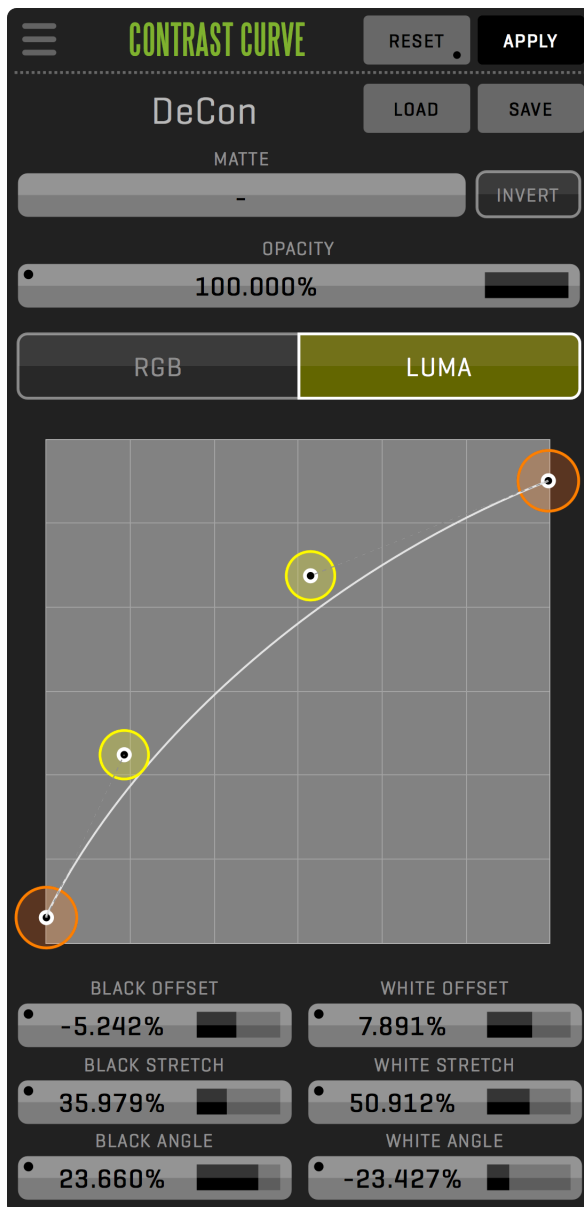 CONTRAST CURVE RESET APPLY
DeCon LOAD SAVE
MATTE
- INVERT
OPACITY
100.000%
RGB LUMA
BLACK OFFSET WHITE OFFSET
-5.242% 7.891%
BLACK STRETCH WHITE STRETCH
35.979% 50.912%
BLACK ANGLE WHITE ANGLE
23.660% -23.427%